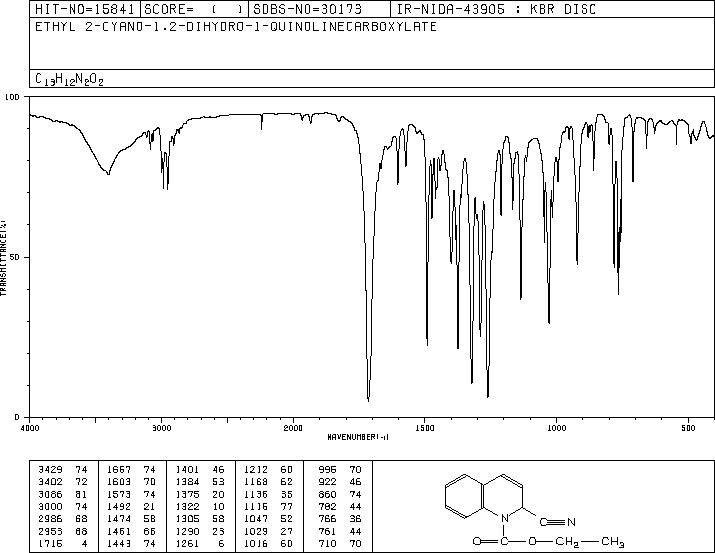 HIT-NO=15841 SCORE= ( ) SDBS-NO=30173 IR-NIDA-43905 : KBR DISC
ETHYL 2-CYANO-1,2-DIHYDRO-1-QUINOLINECARBOXYLATE
C13H12N2O2
100
50
0
TRANSMITTANCE(%)
4000 3000 2000 1500 1000 500
WAVENUMBER(-1)
3429 74 1667 74 1401 46 1212 60 995 70
3402 72 1603 70 1384 53 1168 62 922 46
3086 81 1573 74 1375 20 1136 35 860 74
3000 74 1492 21 1322 10 1116 77 782 44
2986 68 1474 58 1305 58 1047 52 766 36
2953 68 1461 66 1290 23 1029 27 761 44
1716 4 1443 74 1261 6 1016 60 710 70
N C≡N
O=C—O—CH2—CH3